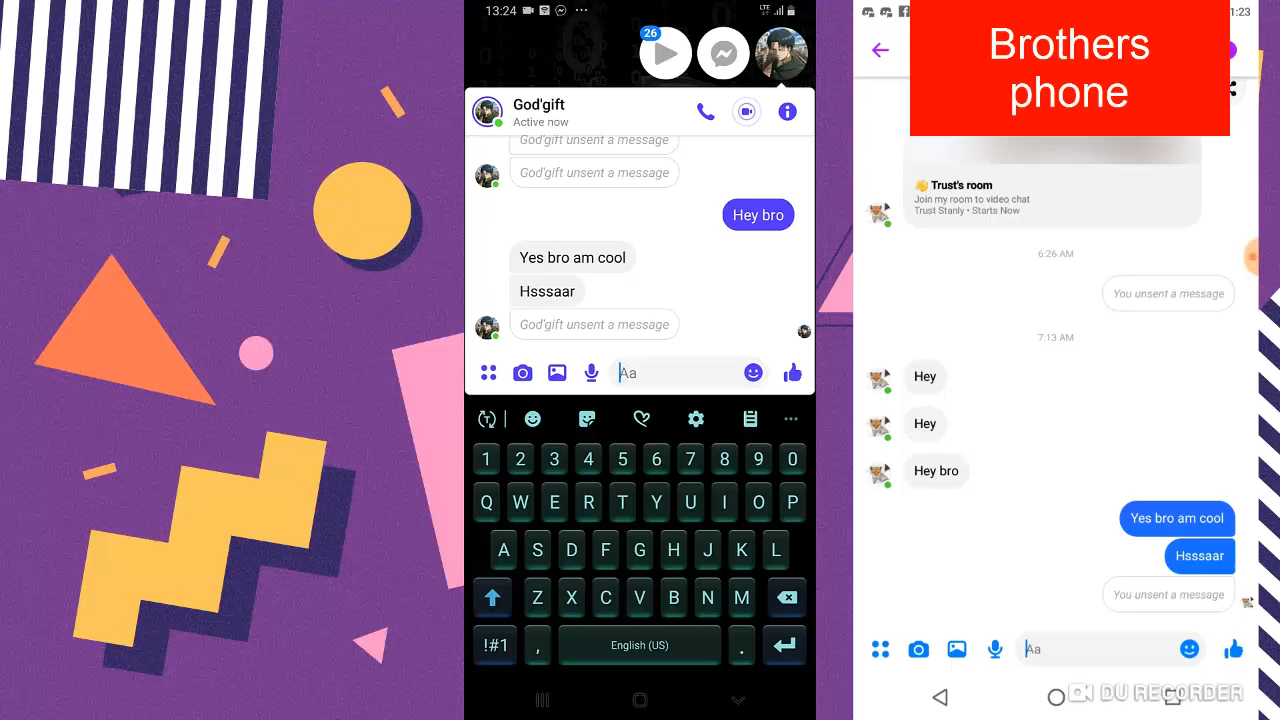 13:24
LTE
26
God'gift
Active now
God'gift unsent a message
God'gift unsent a message
Hey bro
Yes bro am cool
Hsssaar
God'gift unsent a message
Aa
1 2 3 4 5 6 7 8 9 0
Q W E R T Y U I O P
A S D F G H J K L
Z X C V B N M
!#1 , English (US) .
1:23
Brothers
phone
👋 Trust's room
Join my room to video chat
Trust Stanly • Starts Now
6:26 AM
You unsent a message
7:13 AM
Hey
Hey
Hey bro
Yes bro am cool
Hsssaar
You unsent a message
Aa
DU RECORDER